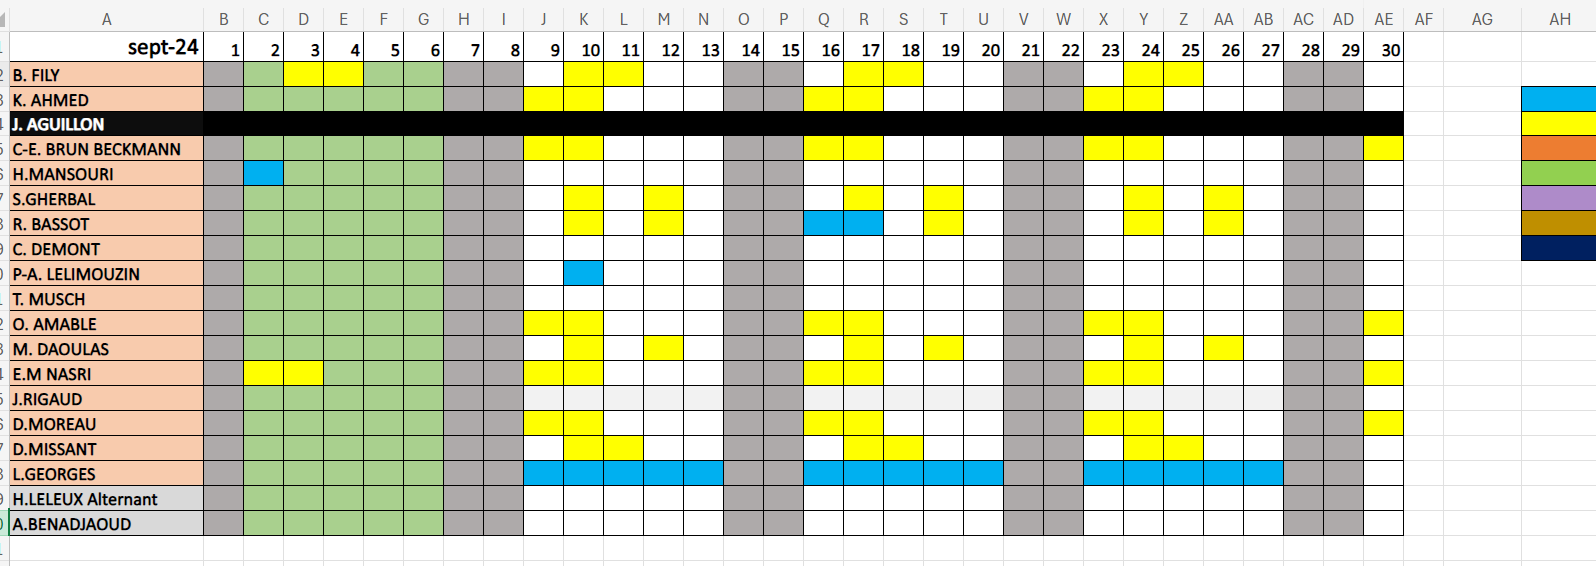 A B C D E F G H I J K L M N O P Q R S T U V W X Y Z AA AB AC AD AE AF AG AH
sept-24 1 2 3 4 5 6 7 8 9 10 11 12 13 14 15 16 17 18 19 20 21 22 23 24 25 26 27 28 29 30
B. FILY
K. AHMED
J. AGUILLON
C-E. BRUN BECKMANN
H.MANSOURI
S.GHERBAL
R. BASSOT
C. DEMONT
P-A. LELIMOUZIN
T. MUSCH
O. AMABLE
M. DAOULAS
E.M NASRI
J.RIGAUD
D.MOREAU
D.MISSANT
L.GEORGES
H.LELEUX Alternant
A.BENADJAOUD